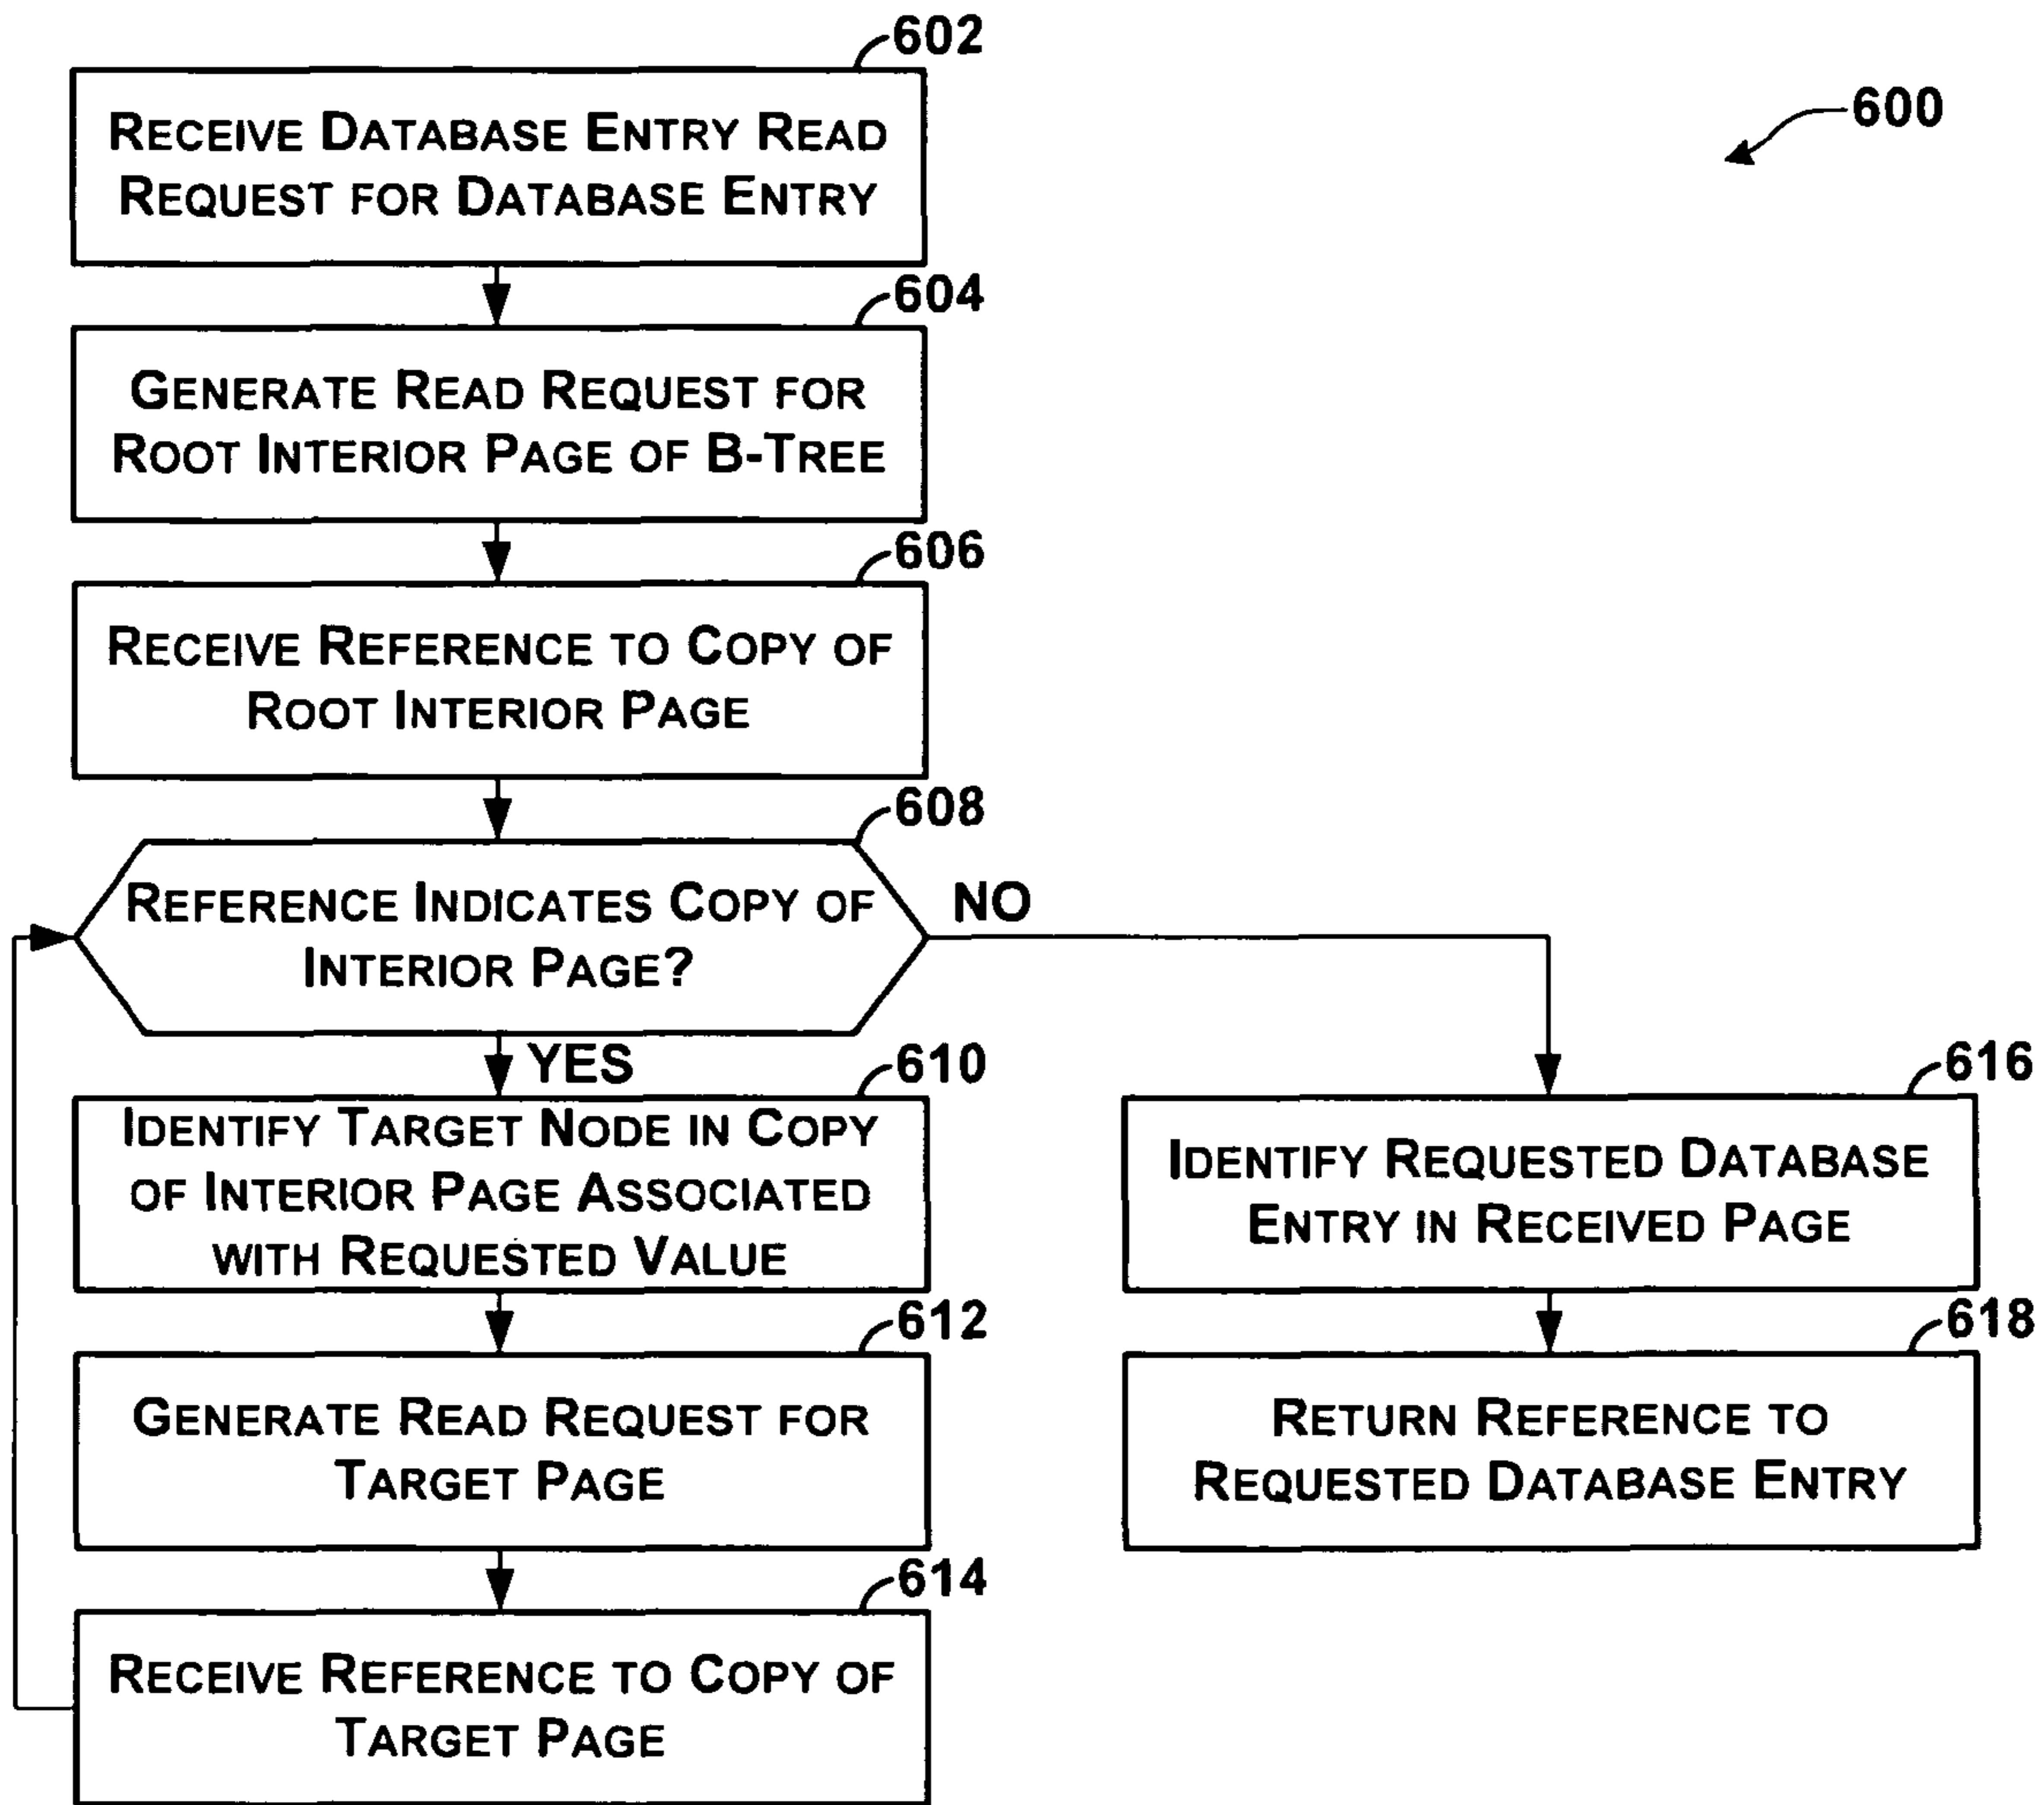 602
600
RECEIVE DATABASE ENTRY READ
REQUEST FOR DATABASE ENTRY
604
GENERATE READ REQUEST FOR
ROOT INTERIOR PAGE OF B-TREE
606
RECEIVE REFERENCE TO COPY OF
ROOT INTERIOR PAGE
608
REFERENCE INDICATES COPY OF
INTERIOR PAGE?
NO
YES
610
IDENTIFY TARGET NODE IN COPY
OF INTERIOR PAGE ASSOCIATED
WITH REQUESTED VALUE
612
GENERATE READ REQUEST FOR
TARGET PAGE
614
RECEIVE REFERENCE TO COPY OF
TARGET PAGE
616
IDENTIFY REQUESTED DATABASE
ENTRY IN RECEIVED PAGE
618
RETURN REFERENCE TO
REQUESTED DATABASE ENTRY